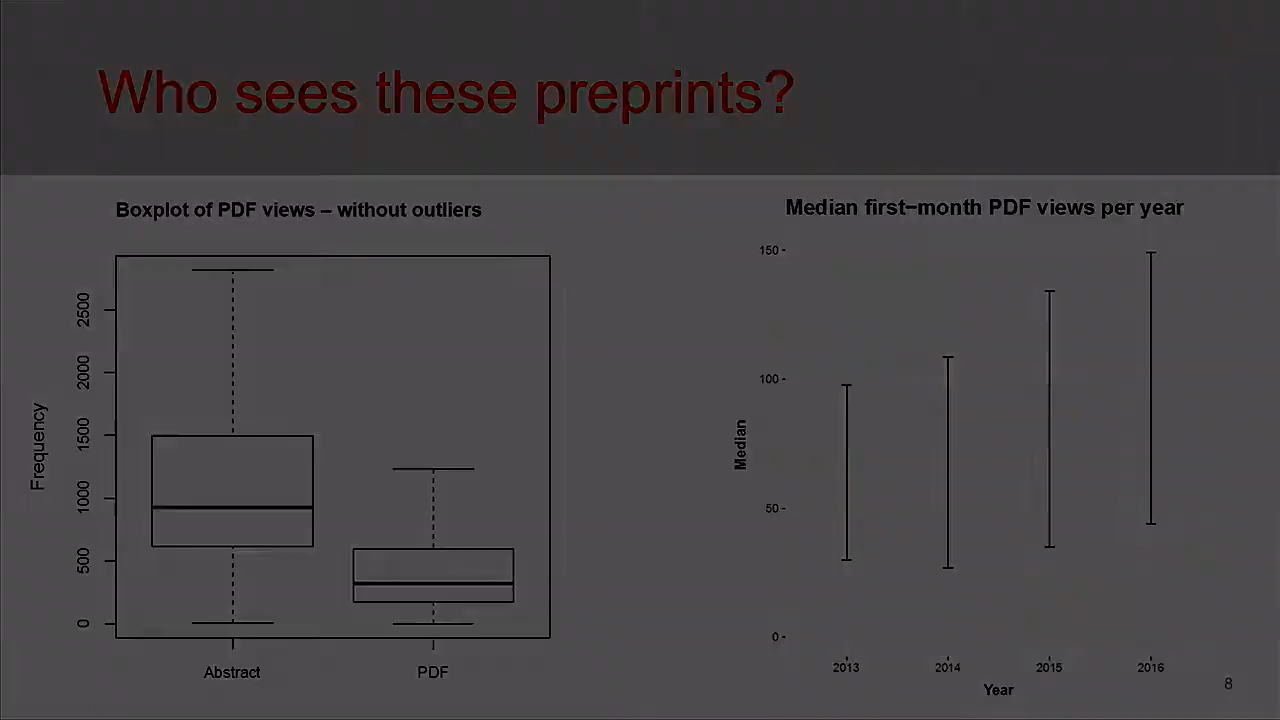 Who sees these preprints?
Boxplot of PDF views – without outliers
Frequency
2500
2000
1500
1000
500
0
Abstract
PDF
Median first−month PDF views per year
Median
150
100
50
0
2013
2014
2015
2016
Year
8